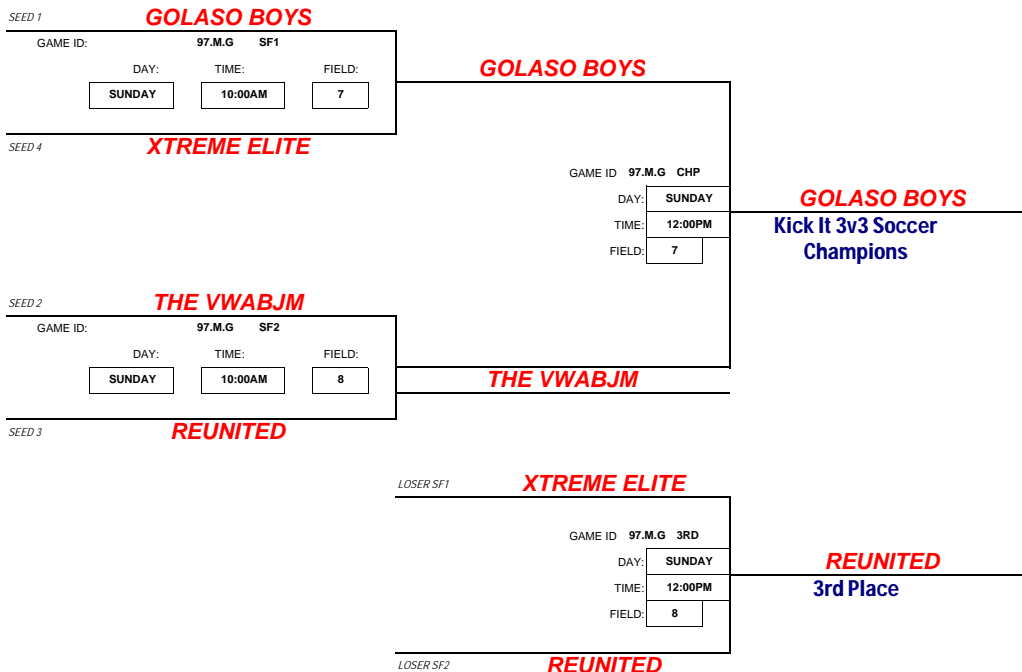 SEED 1 GOLASO BOYS
GAME ID: 97.M.G SF1
DAY: TIME: FIELD:
SUNDAY 10:00AM 7
GOLASO BOYS
SEED 4 XTREME ELITE
GAME ID 97.M.G CHP
DAY: SUNDAY
TIME: 12:00PM
FIELD: 7
GOLASO BOYS
Kick It 3v3 Soccer
Champions
SEED 2 THE VWABJM
GAME ID: 97.M.G SF2
DAY: TIME: FIELD:
SUNDAY 10:00AM 8
THE VWABJM
SEED 3 REUNITED
LOSER SF1 XTREME ELITE
GAME ID 97.M.G 3RD
DAY: SUNDAY
TIME: 12:00PM
FIELD: 8
REUNITED
3rd Place
LOSER SF2 REUNITED